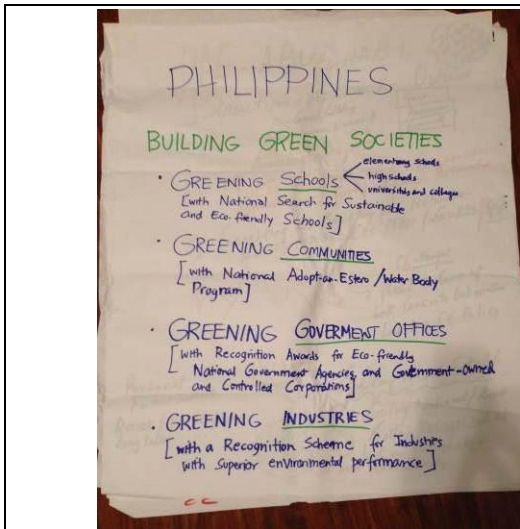 PHILIPPINES
BUILDING GREEN SOCIETIES
• GREENING Schools
elementary schools
high schools
universities and colleges
[with National Search for Sustainable
and Eco-friendly Schools]
• GREENING COMMUNITIES
[with National Adopt-an-Estero/Water Body
Program]
• GREENING GOVERMENT OFFICES
[with Recognition Awards for Eco-friendly
National Government Agencies, and Government-owned
and Controlled Corporations]
• GREENING INDUSTRIES
[with a Recognition Scheme for Industries
with superior environmental performance]